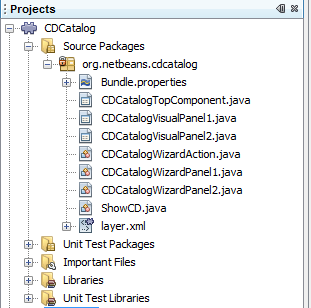 Projects
CDCatalog
Source Packages
org.netbeans.cdcatalog
Bundle.properties
CDCatalogTopComponent.java
CDCatalogVisualPanel1.java
CDCatalogVisualPanel2.java
CDCatalogWizardAction.java
CDCatalogWizardPanel1.java
CDCatalogWizardPanel2.java
ShowCD.java
layer.xml
Unit Test Packages
Important Files
Libraries
Unit Test Libraries